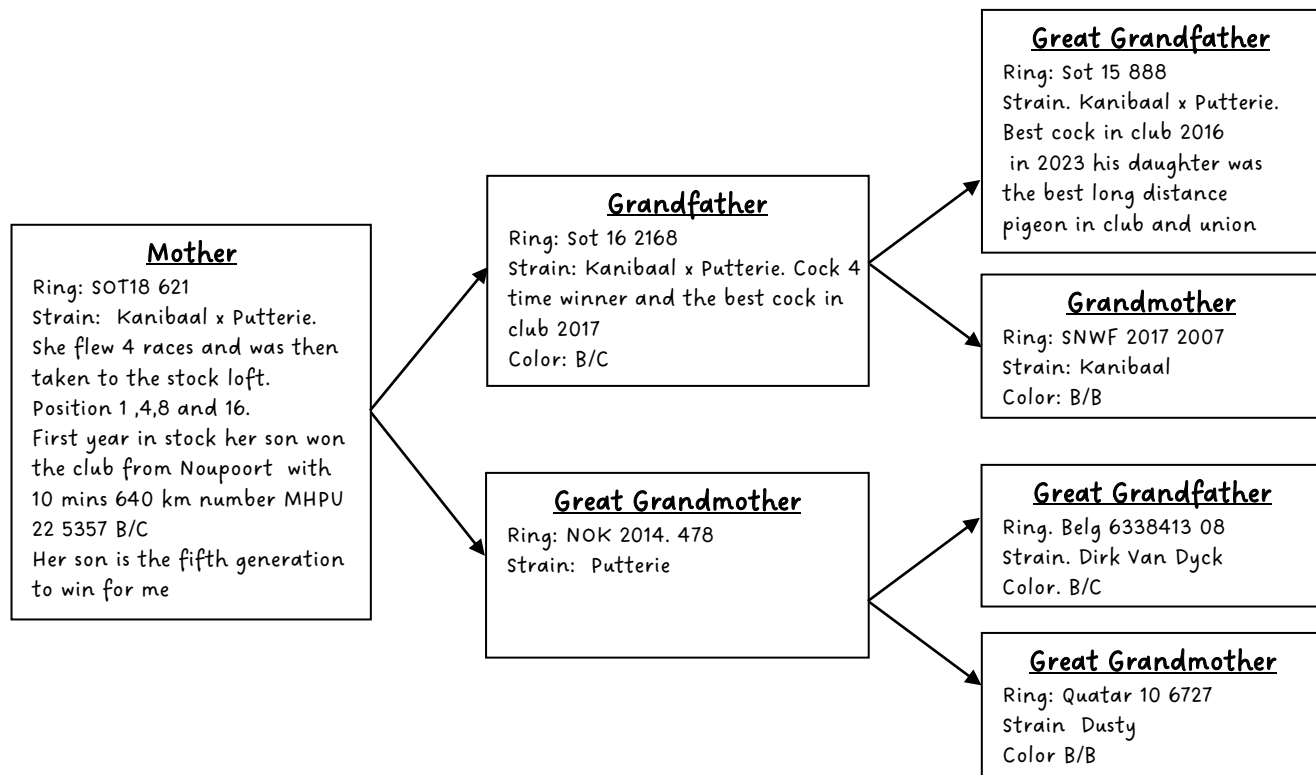 Mother
Ring: SOT18 621
Strain:  Kanibaal x Putterie.
She flew 4 races and was then
taken to the stock loft.
Position 1 ,4,8 and 16.
First year in stock her son won
the club from Noupoort  with
10 mins 640 km number MHPU
22 5357 B/C
Her son is the fifth generation
to win for me
Grandfather
Ring: Sot 16 2168
Strain: Kanibaal x Putterie. Cock 4
time winner and the best cock in
club 2017
Color: B/C
Great Grandmother
Ring: NOK 2014. 478
Strain:  Putterie
Great Grandfather
Ring: Sot 15 888
Strain. Kanibaal x Putterie.
Best cock in club 2016
in 2023 his daughter was
the best long distance
pigeon in club and union
Grandmother
Ring: SNWF 2017 2007
Strain: Kanibaal
Color: B/B
Great Grandfather
Ring. Belg 6338413 08
Strain. Dirk Van Dyck
Color. B/C
Great Grandmother
Ring: Quatar 10 6727
Strain  Dusty
Color B/B